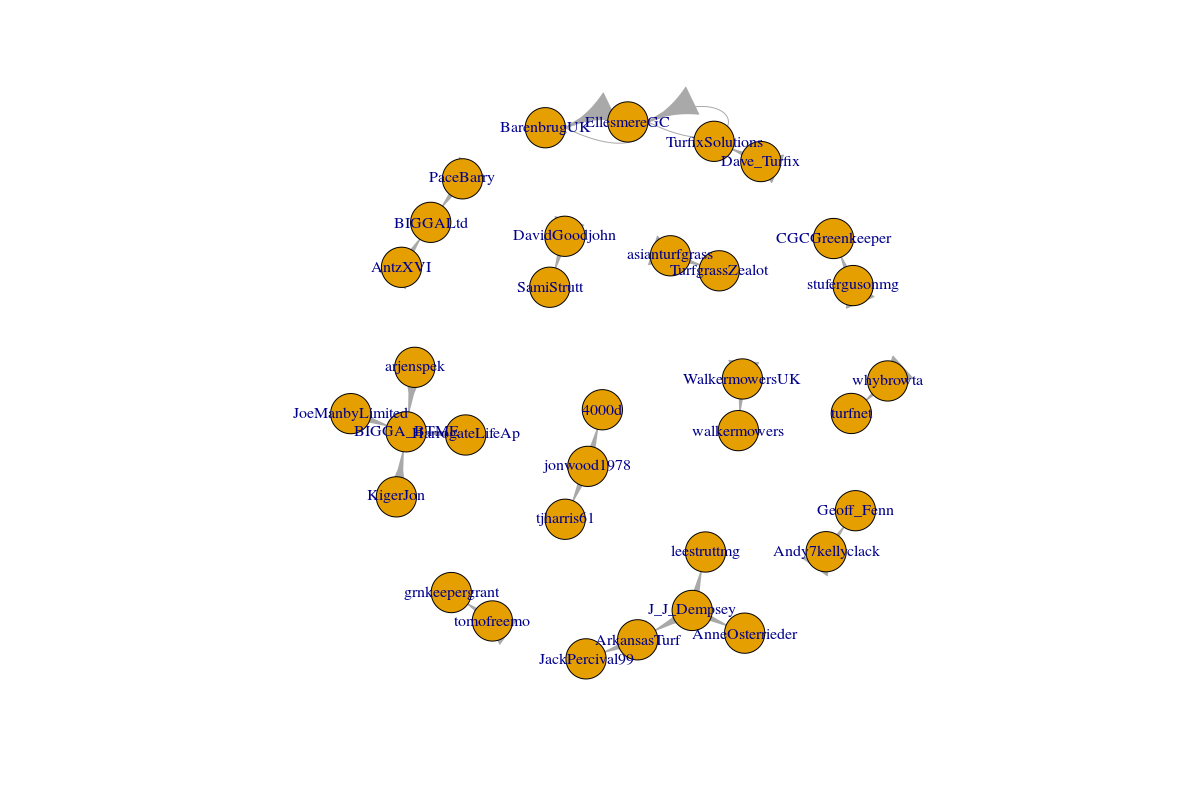 EllesmereGC
BarenbrugUK
TurfixSolutions
Dave_Turfix
PaceBarry
BIGGALtd
AntzXVI
DavidGoodjohn
SamiStrutt
asianturfgrass
TurfgrassZealot
CGCGreenkeeper
stufergusonmg
arjenspek
JoeManbyLimited
BIGGA_BTME
HarrogateLifeAp
KigerJon
4000d
jonwood1978
tjharris61
WalkermowersUK
walkermowers
whybrowta
turfnet
Geoff_Fenn
Andy7kellyclack
leestruttmg
J_J_Dempsey
AnneOsterrieder
ArkansasTurf
JackPercival99
grnkeepergrant
tomofreemo